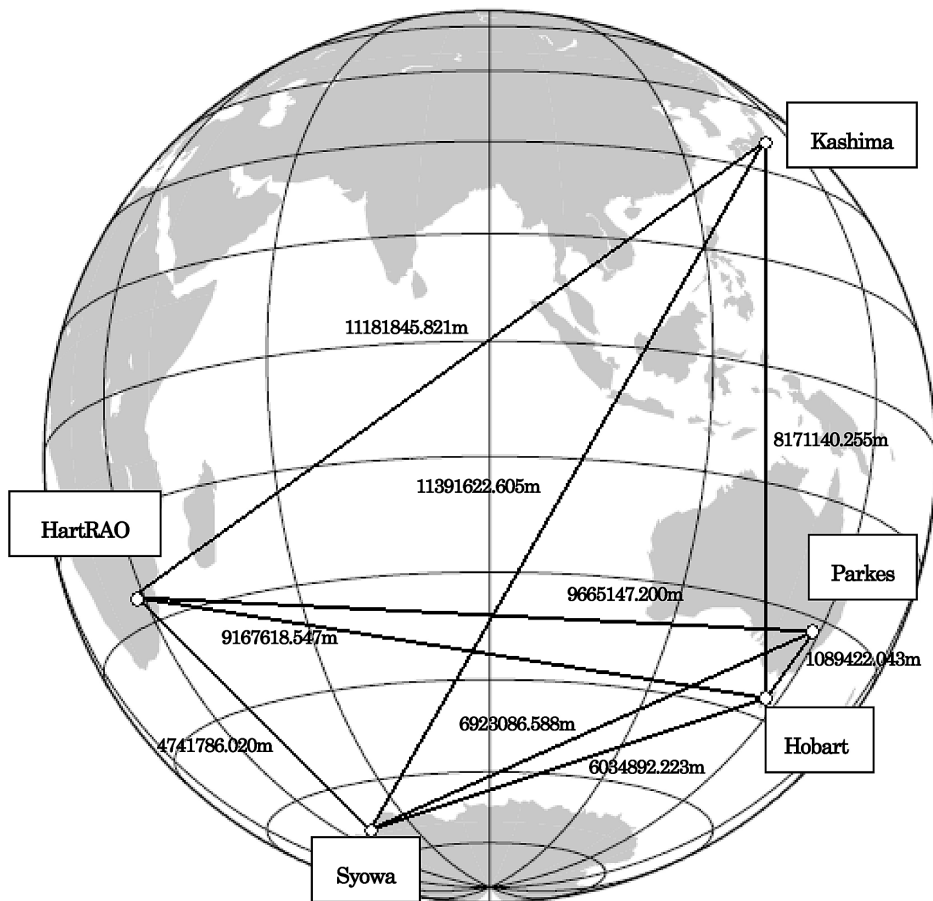 Kashima
11181845.821m
8171140.255m
11391622.605m
HartRAO
Parkes
9665147.200m
9167618.547m
1089422.043m
6923086.588m
Hobart
4741786.020m
6034892.223m
Syowa